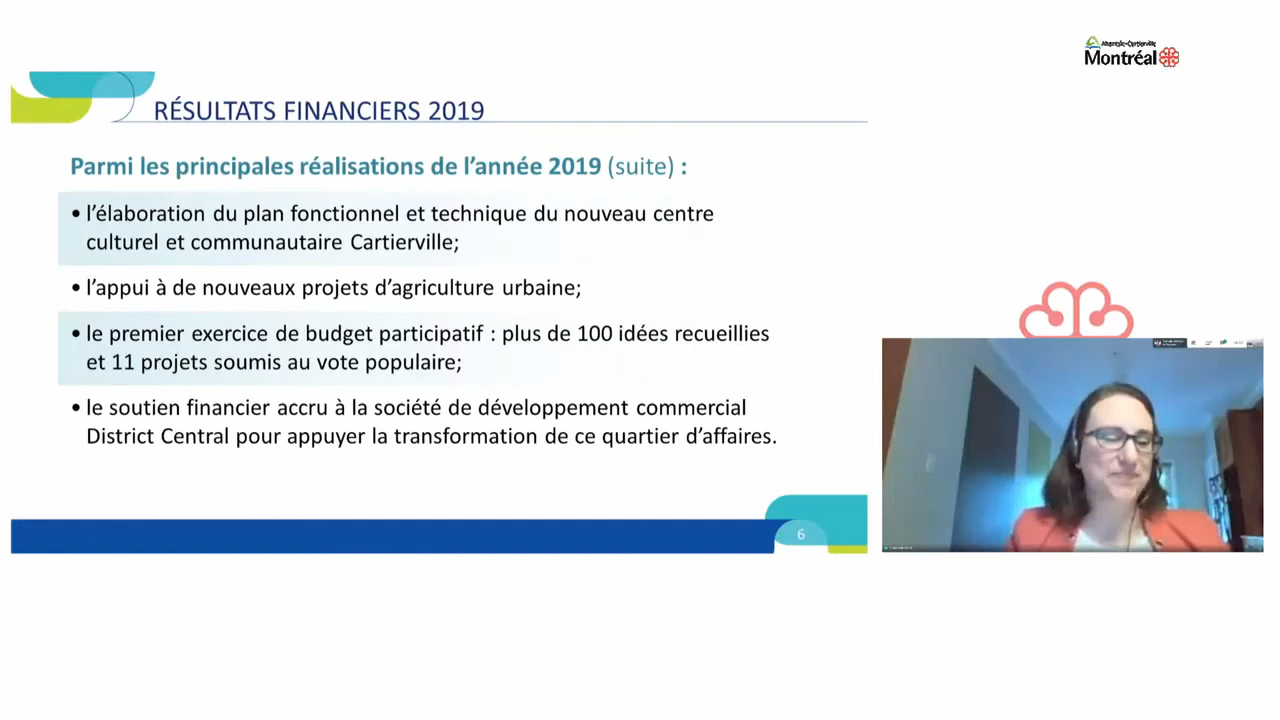 Ahuntsic-Cartierville
Montréal
RÉSULTATS FINANCIERS 2019
Parmi les principales réalisations de l’année 2019 (suite) :
• l’élaboration du plan fonctionnel et technique du nouveau centre
culturel et communautaire Cartierville;
• l’appui à de nouveaux projets d’agriculture urbaine;
• le premier exercice de budget participatif : plus de 100 idées recueillies
et 11 projets soumis au vote populaire;
• le soutien financier accru à la société de développement commercial
District Central pour appuyer la transformation de ce quartier d’affaires.
6